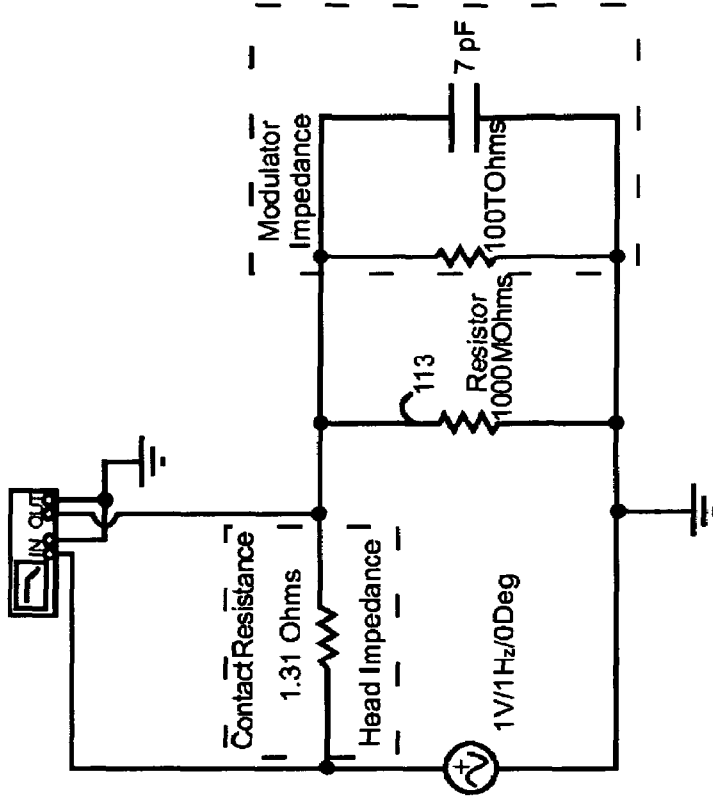 IN OUT
Contact Resistance
1.31 Ohms
Head Impedance
1V/1Hz/0Deg
113
Resistor
1000MOhms
Modulator
Impedance
100TOhms
7 pF